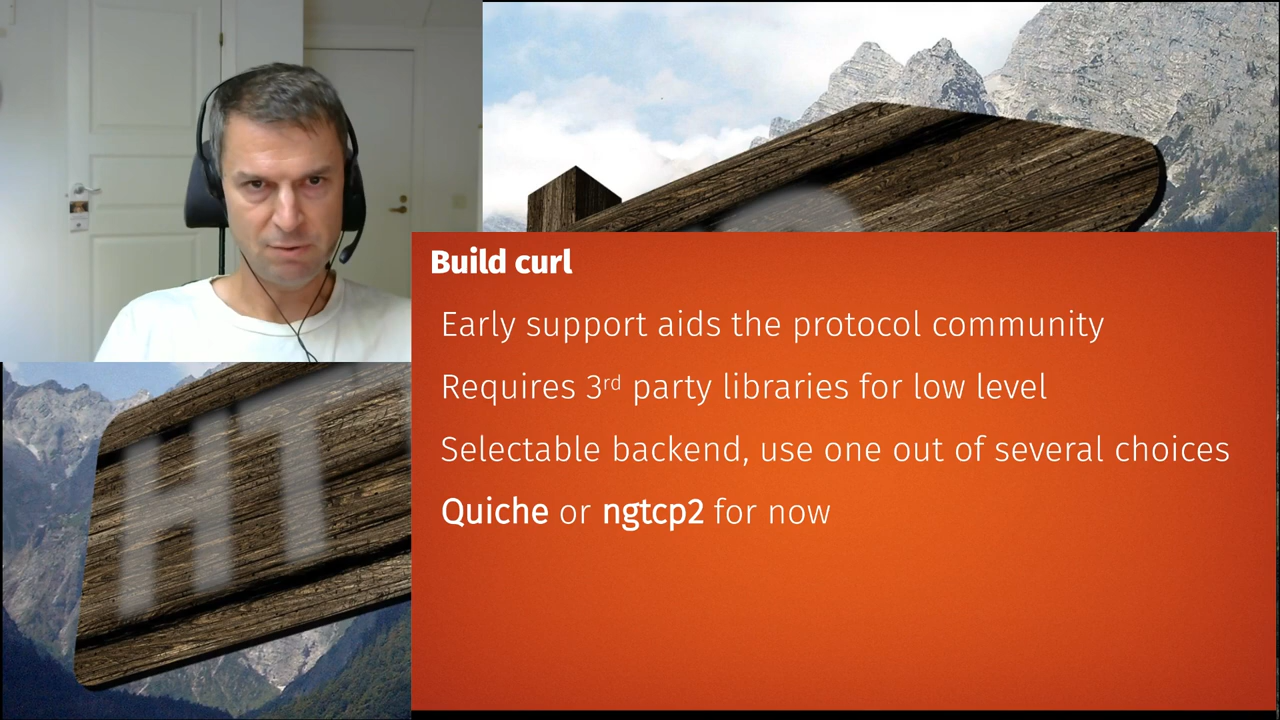 Build curl
Early support aids the protocol community
Requires 3rd party libraries for low level
Selectable backend, use one out of several choices
Quiche or ngtcp2 for now
HT